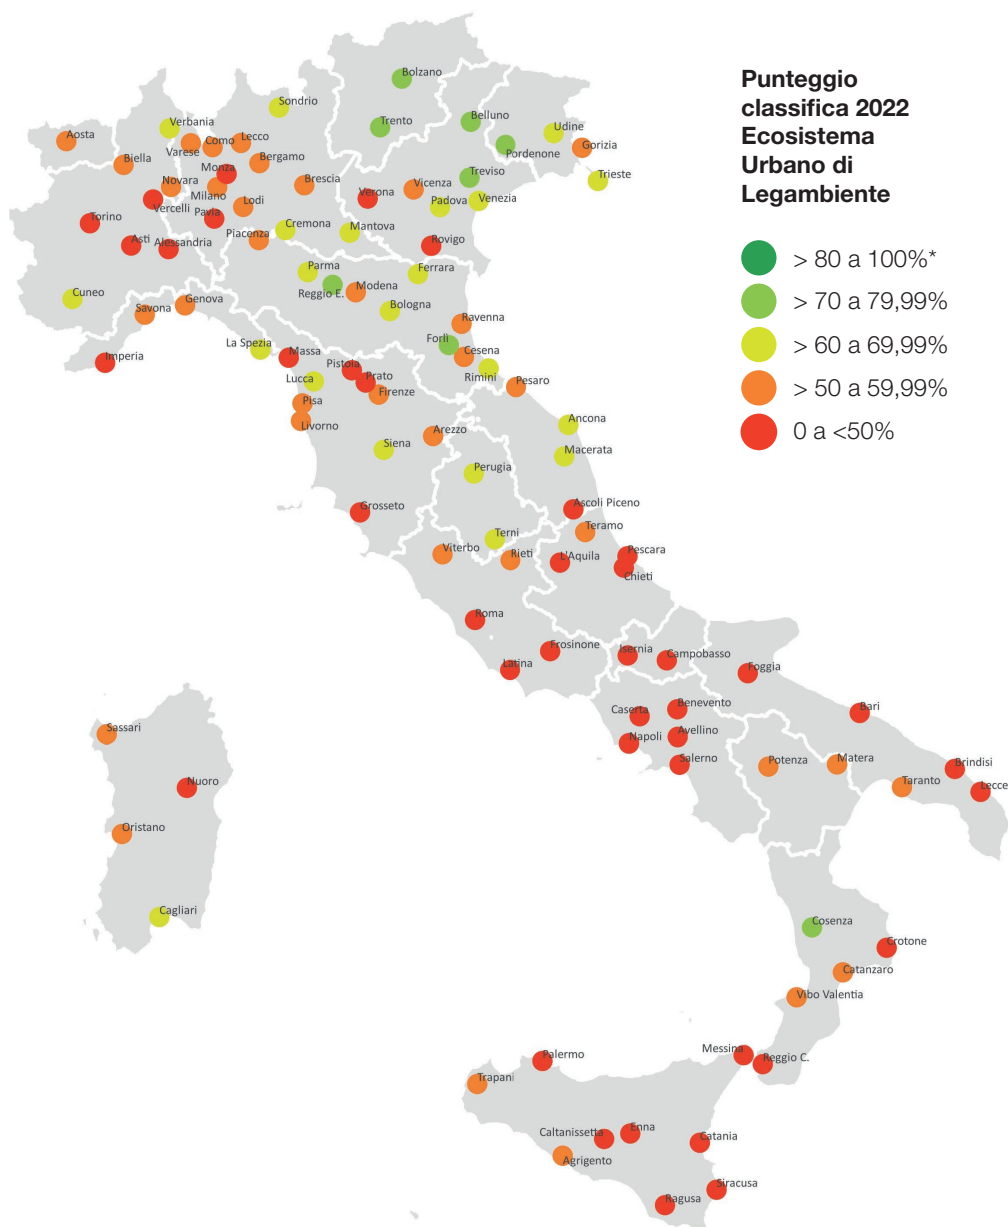 Punteggio
classifica 2022
Ecosistema
Urbano di
Legambiente
> 80 a 100%*
> 70 a 79,99%
> 60 a 69,99%
> 50 a 59,99%
0 a <50%
Bolzano
Sondrio
Trento
Belluno
Verbania
Udine
Aosta
Varese
Como
Lecco
Pordenone
Gorizia
Biella
Monza
Bergamo
Treviso
Trieste
Novara
Milano
Brescia
Verona
Vicenza
Padova
Venezia
Vercelli
Pavia
Lodi
Torino
Cremona
Mantova
Piacenza
Rovigo
Asti
Alessandria
Parma
Ferrara
Reggio E.
Modena
Cuneo
Genova
Savona
Bologna
Ravenna
La Spezia
Forlì
Imperia
Massa
Pistoia
Cesena
Prato
Rimini
Lucca
Firenze
Pesaro
Pisa
Livorno
Ancona
Arezzo
Siena
Macerata
Perugia
Grosseto
Ascoli Piceno
Teramo
Terni
Viterbo
Rieti
L'Aquila
Pescara
Chieti
Roma
Frosinone
Isernia
Campobasso
Latina
Foggia
Caserta
Benevento
Bari
Sassari
Napoli
Avellino
Salerno
Potenza
Matera
Brindisi
Nuoro
Taranto
Lecce
Oristano
Cagliari
Cosenza
Crotone
Catanzaro
Vibo Valentia
Messina
Palermo
Reggio C.
Trapani
Caltanissetta
Enna
Catania
Agrigento
Siracusa
Ragusa